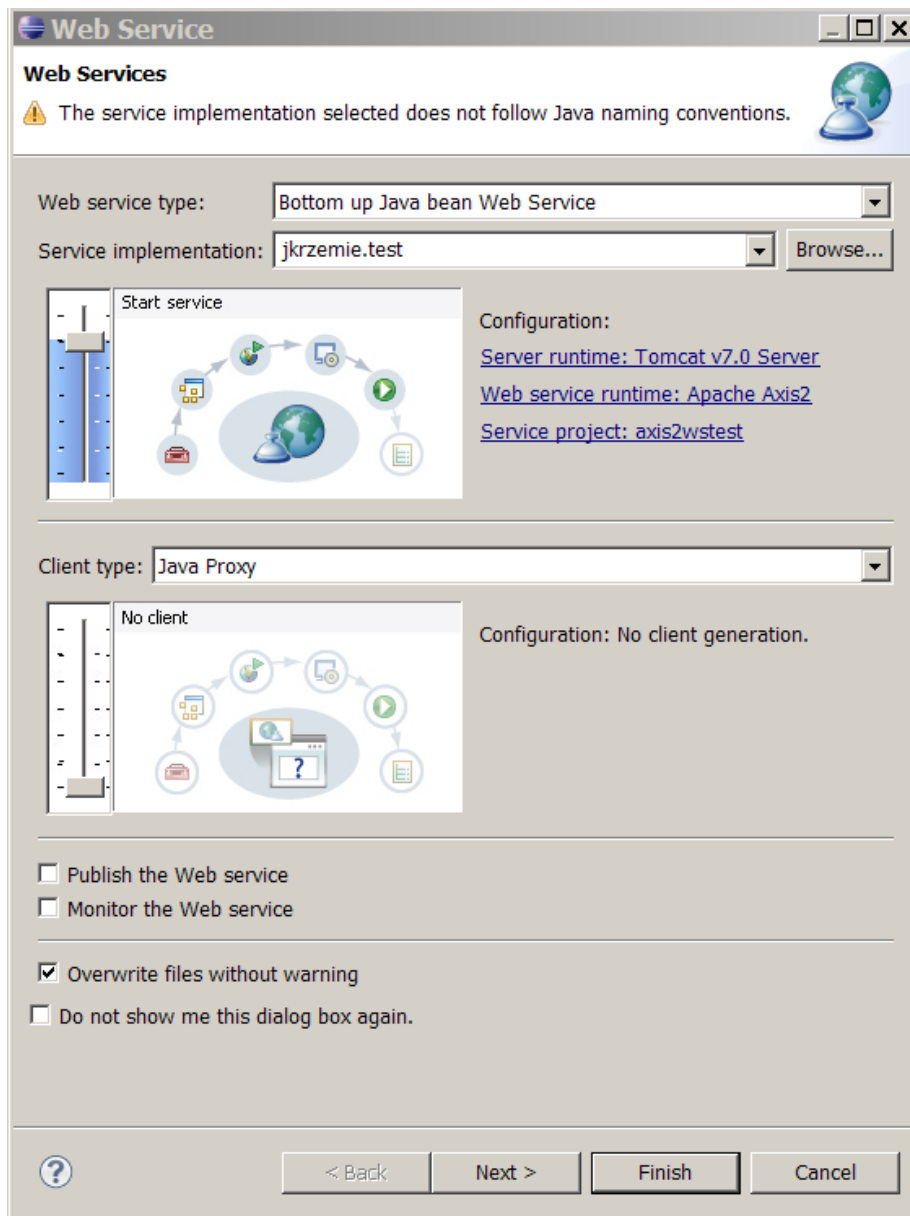 Web Service
Web Services
The service implementation selected does not follow Java naming conventions.
Web service type: Bottom up Java bean Web Service
Service implementation: jkrzemie.test Browse...
Start service
Configuration:
Server runtime: Tomcat v7.0 Server
Web service runtime: Apache Axis2
Service project: axis2wstest
Client type: Java Proxy
No client
Configuration: No client generation.
Publish the Web service
Monitor the Web service
Overwrite files without warning
Do not show me this dialog box again.
? < Back Next > Finish Cancel